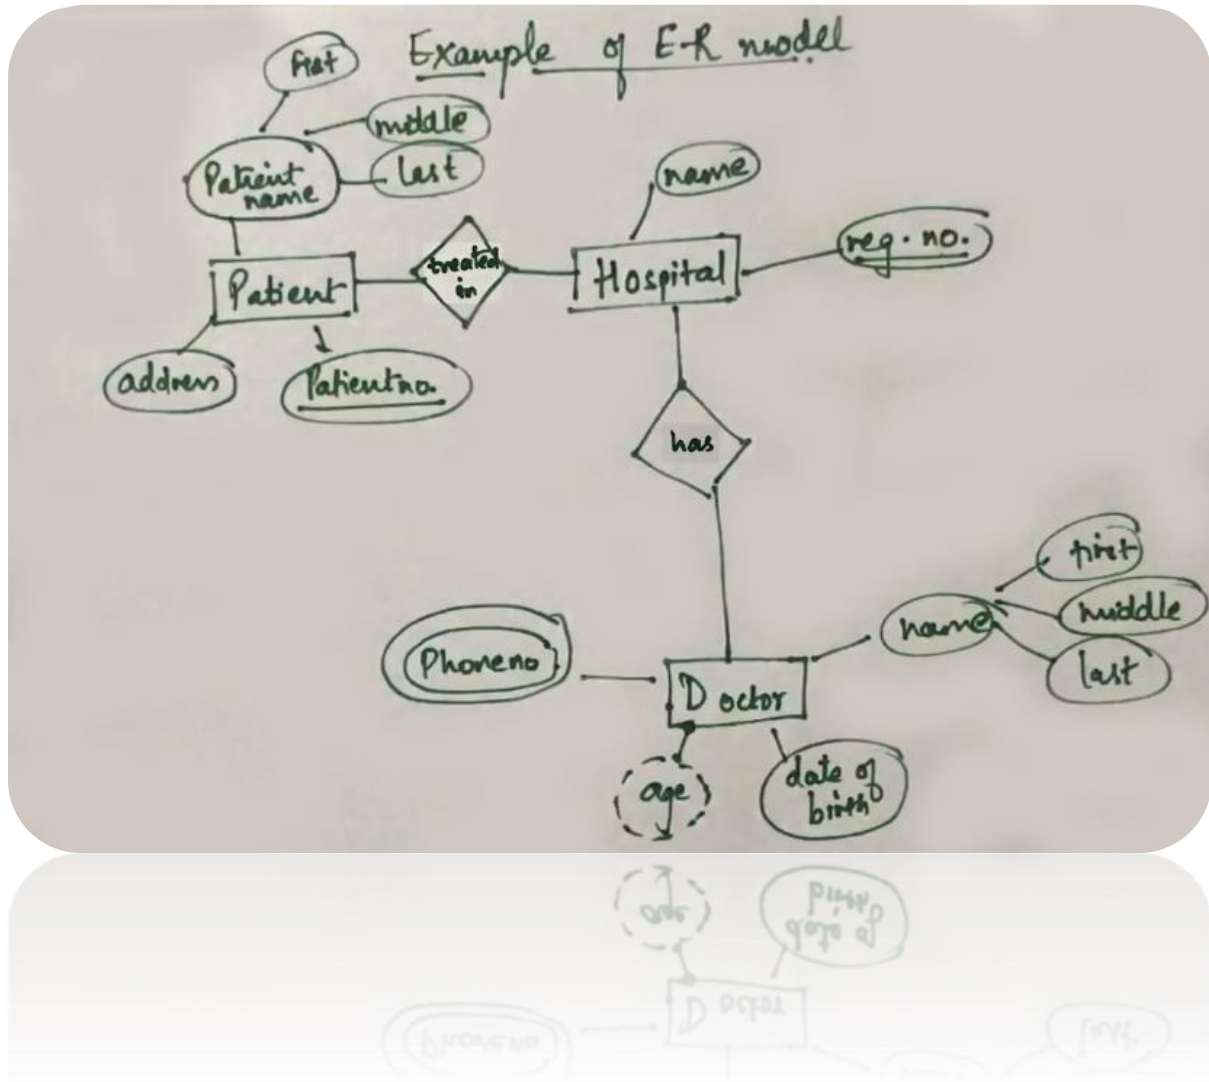 Example of E-R model
first
middle
last
Patient
name
name
reg. no.
Patient
treated
in
Hospital
address
Patient no.
has
first
middle
last
name
Phone no
Doctor
age
date of
birth